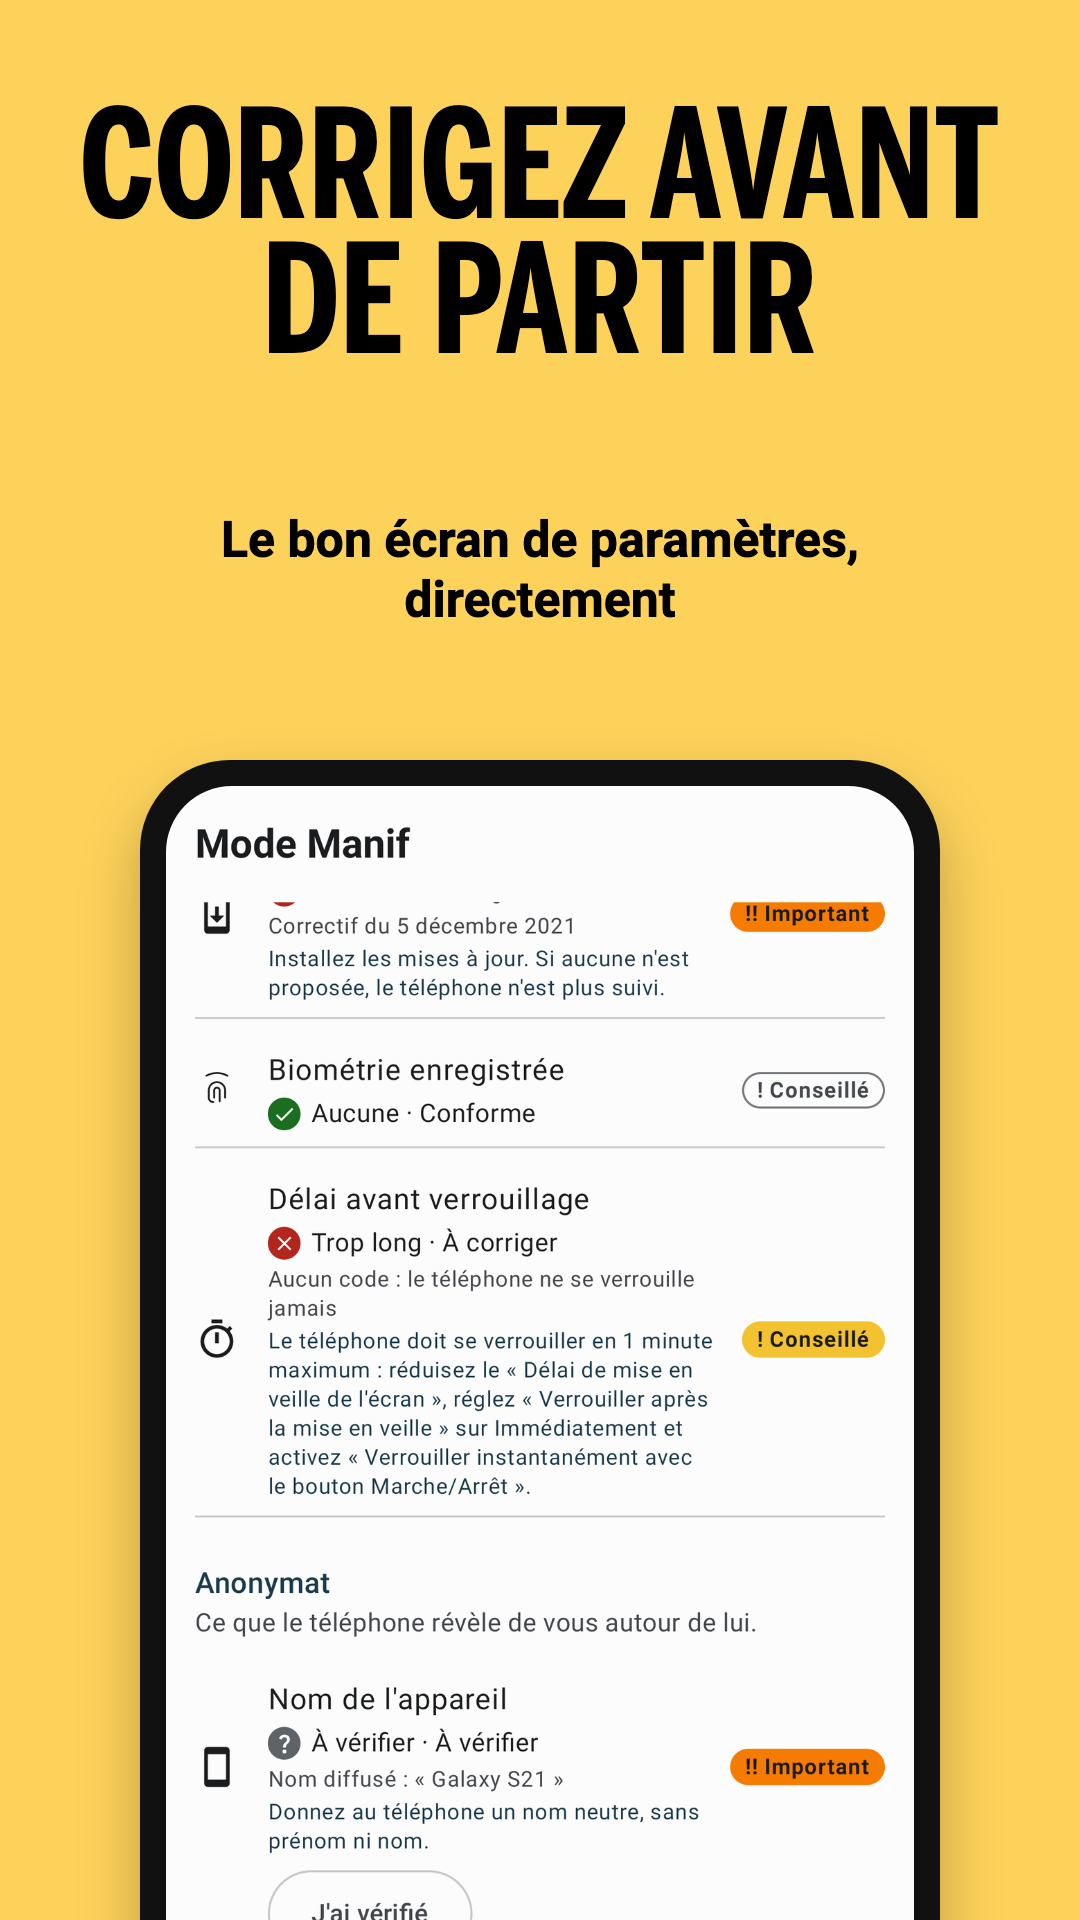 CORRIGEZ AVANT
DE PARTIR
Le bon écran de paramètres,
directement
Mode Manif
Correctif du 5 décembre 2021
!! Important
Installez les mises à jour. Si aucune n'est
proposée, le téléphone n'est plus suivi.
Biométrie enregistrée
Aucune · Conforme
! Conseillé
Délai avant verrouillage
Trop long · À corriger
Aucun code : le téléphone ne se verrouille
jamais
Le téléphone doit se verrouiller en 1 minute
maximum : réduisez le « Délai de mise en
veille de l'écran », réglez « Verrouiller après
la mise en veille » sur Immédiatement et
activez « Verrouiller instantanément avec
le bouton Marche/Arrêt ».
! Conseillé
Anonymat
Ce que le téléphone révèle de vous autour de lui.
Nom de l'appareil
À vérifier · À vérifier
Nom diffusé : « Galaxy S21 »
!! Important
Donnez au téléphone un nom neutre, sans
prénom ni nom.
J'ai vérifié